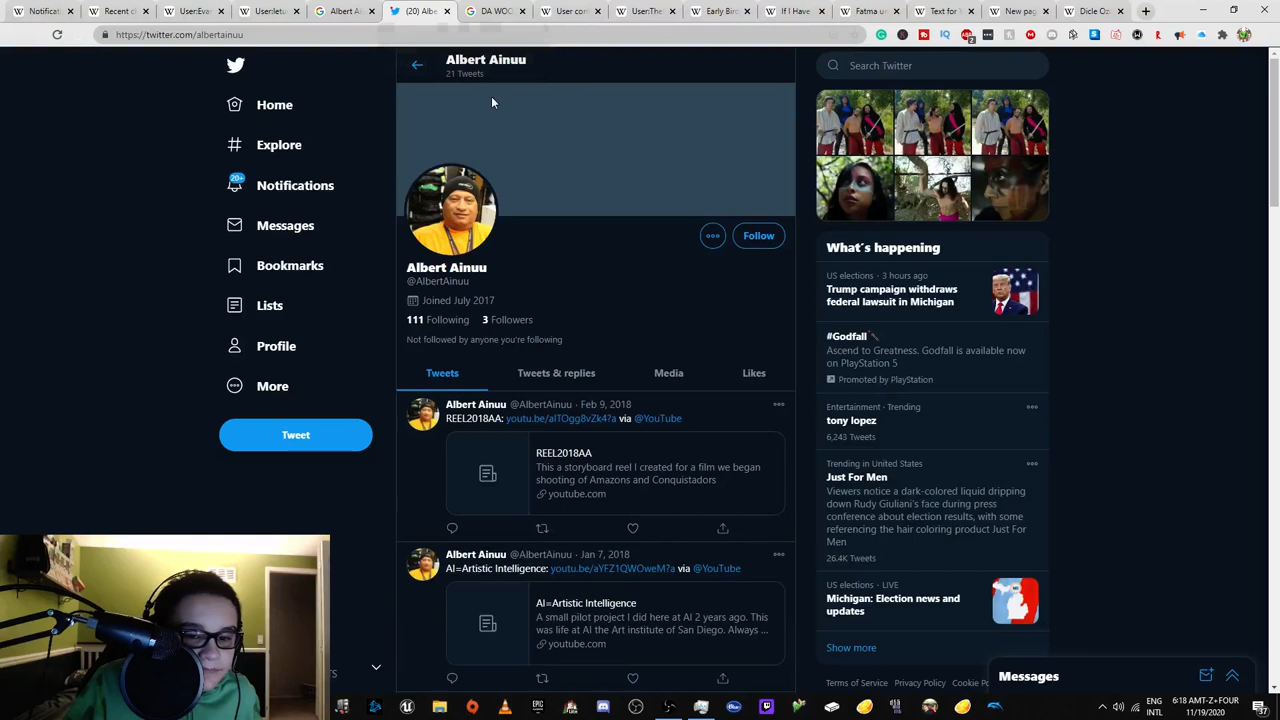 https://twitter.com/albertainuu
Albert Ainuu
21 Tweets
Home
Explore
20+
Notifications
Messages
Bookmarks
Lists
Profile
More
Tweet
Follow
Albert Ainuu
@AlbertAinuu
Joined July 2017
111 Following 3 Followers
Not followed by anyone you're following
Tweets
Tweets & replies
Media
Likes
Albert Ainuu @AlbertAinuu · Feb 9, 2018
REEL2018AA: youtu.be/aITOgg8vZk4?a via @YouTube
REEL2018AA
This a storyboard reel I created for a film we began
shooting of Amazons and Conquistadors
youtube.com
Albert Ainuu @AlbertAinuu · Jan 7, 2018
AI=Artistic Intelligence: youtu.be/aYFZ1QWOweM?a via @YouTube
AI=Artistic Intelligence
A small pilot project I did here at AI 2 years ago. This
was life at AI the Art institute of San Diego. Always ...
youtube.com
Search Twitter
What's happening
US elections · 3 hours ago
Trump campaign withdraws
federal lawsuit in Michigan
#Godfall
Ascend to Greatness. Godfall is available now
on PlayStation 5
Promoted by PlayStation
Entertainment · Trending
tony lopez
6,243 Tweets
Trending in United States
Just For Men
Viewers notice a dark-colored liquid dripping
down Rudy Giuliani's face during press
conference about election results, with some
referencing the hair coloring product Just For
Men
26.4K Tweets
US elections · LIVE
Michigan: Election news and
updates
Show more
Terms of Service Privacy Policy Cookie Po
Messages
ENG
INTL
6:18 AMT-Z+FOUR
11/19/2020